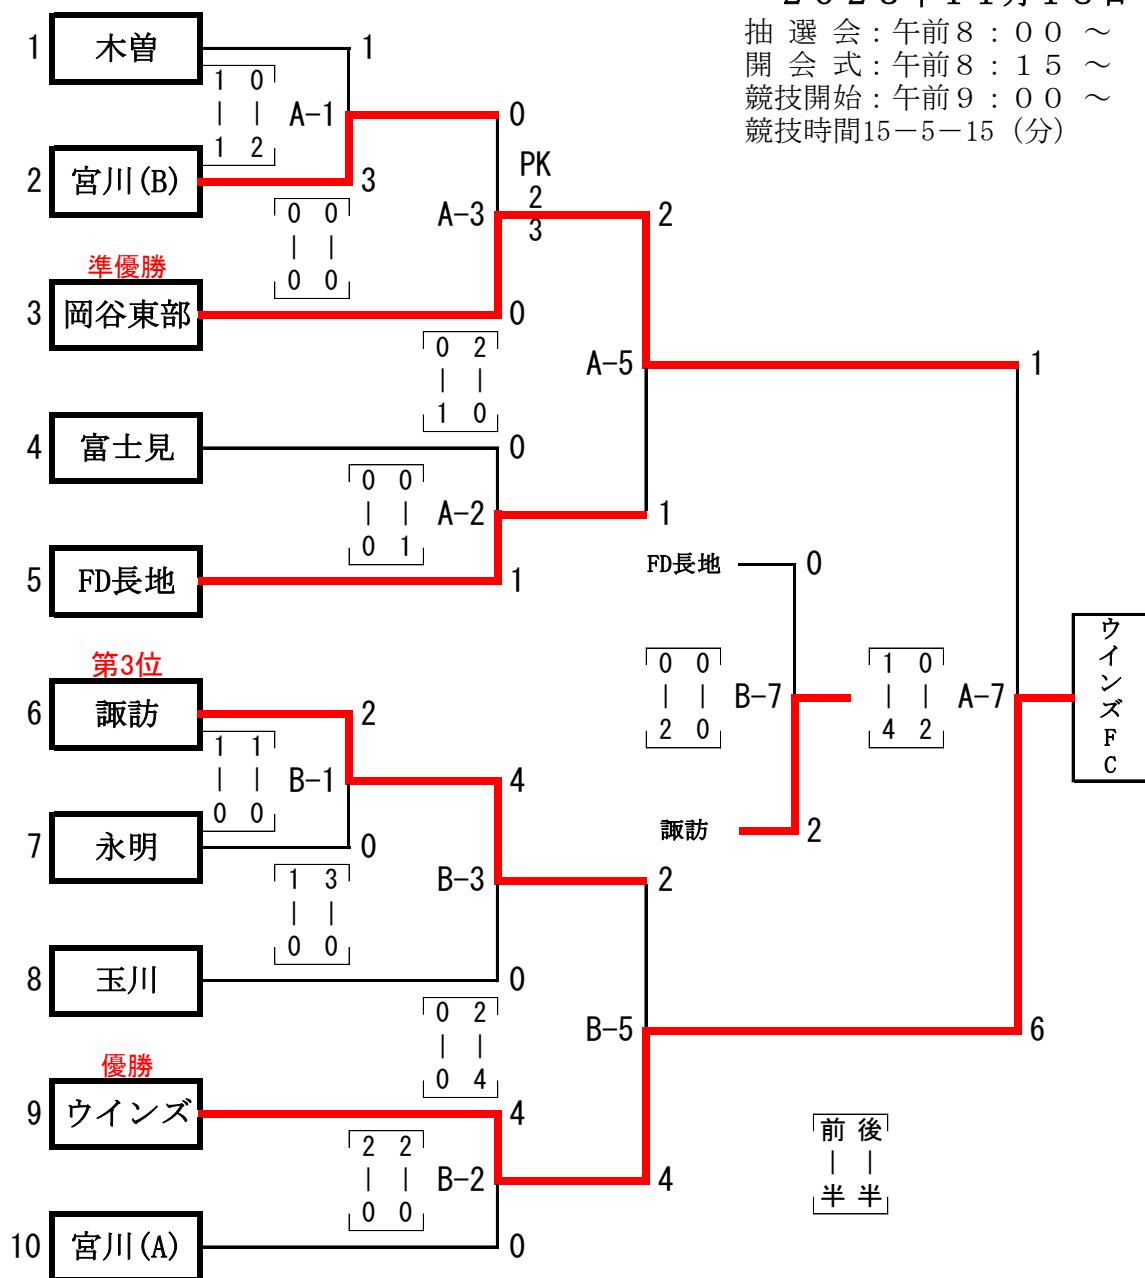 抽選会：午前８：００ ～
開会式：午前８：１５ ～
競技開始：午前９：００ ～
競技時間15－5－15（分）
1 木曽 1
1 0
| |
1 2
A-1
0
2 宮川(B) 3
PK
2
3
A-3
2
0 0
| |
0 0
準優勝
3 岡谷東部 0
0 2
| |
1 0
A-5
1
4 富士見 0
0 0
| |
0 1
A-2
1
5 FD長地 1
FD長地 0
0 0
| |
2 0
B-7
諏訪 2
1 0
| |
4 2
A-7
ウインズFC
第3位
6 諏訪 2
1 1
| |
0 0
B-1
4
7 永明 0
1 3
| |
0 0
B-3
2
8 玉川 0
0 2
| |
0 4
B-5
6
優勝
9 ウインズ 4
2 2
| |
0 0
B-2
4
10 宮川(A) 0
前 後
| |
半 半